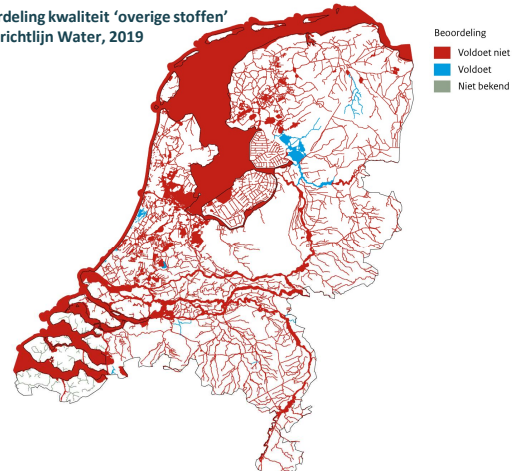 rdeling kwaliteit ‘overige stoffen’
richtlijn Water, 2019
Beoordeling
Voldoet niet
Voldoet
Niet bekend